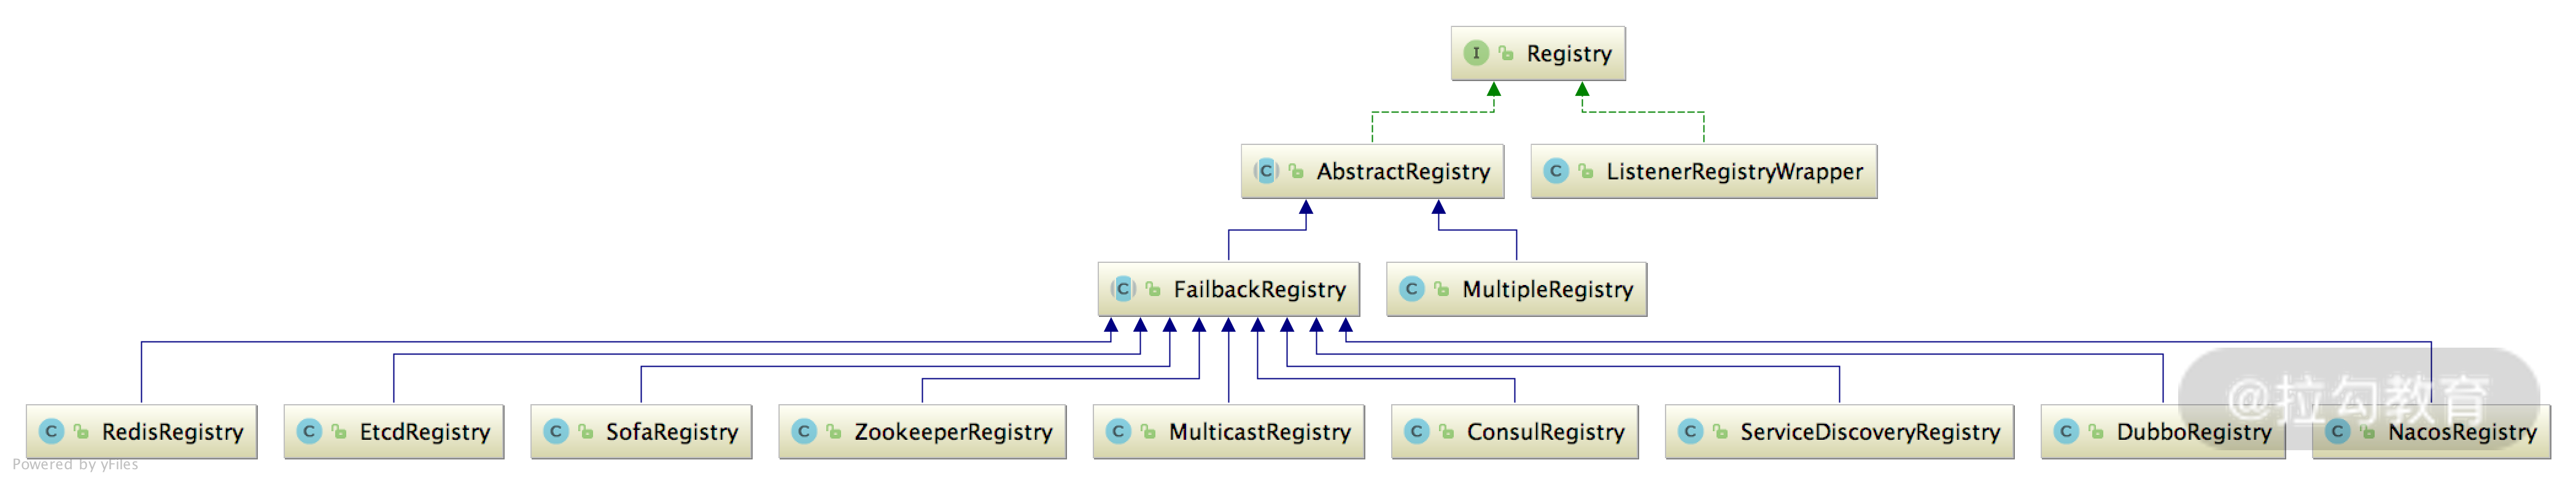 I Registry
C AbstractRegistry
C ListenerRegistryWrapper
C FailbackRegistry
C MultipleRegistry
C RedisRegistry
C EtcdRegistry
C SofaRegistry
C ZookeeperRegistry
C MulticastRegistry
C ConsulRegistry
C ServiceDiscoveryRegistry
C DubboRegistry
C NacosRegistry
@拉勾教育
Powered by yFiles